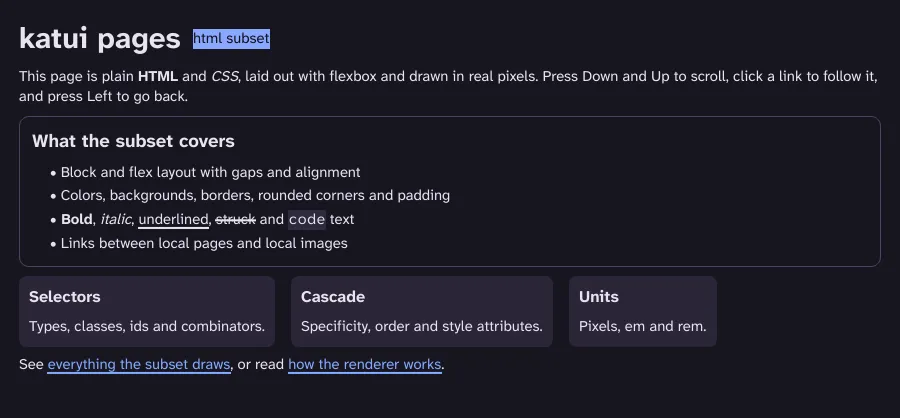 katui pages html subset
This page is plain HTML and CSS, laid out with flexbox and drawn in real pixels. Press Down and Up to scroll, click a link to follow it,
and press Left to go back.
What the subset covers
• Block and flex layout with gaps and alignment
• Colors, backgrounds, borders, rounded corners and padding
• Bold, italic, underlined, struck and code text
• Links between local pages and local images
Selectors
Types, classes, ids and combinators.
Cascade
Specificity, order and style attributes.
Units
Pixels, em and rem.
See everything the subset draws, or read how the renderer works.